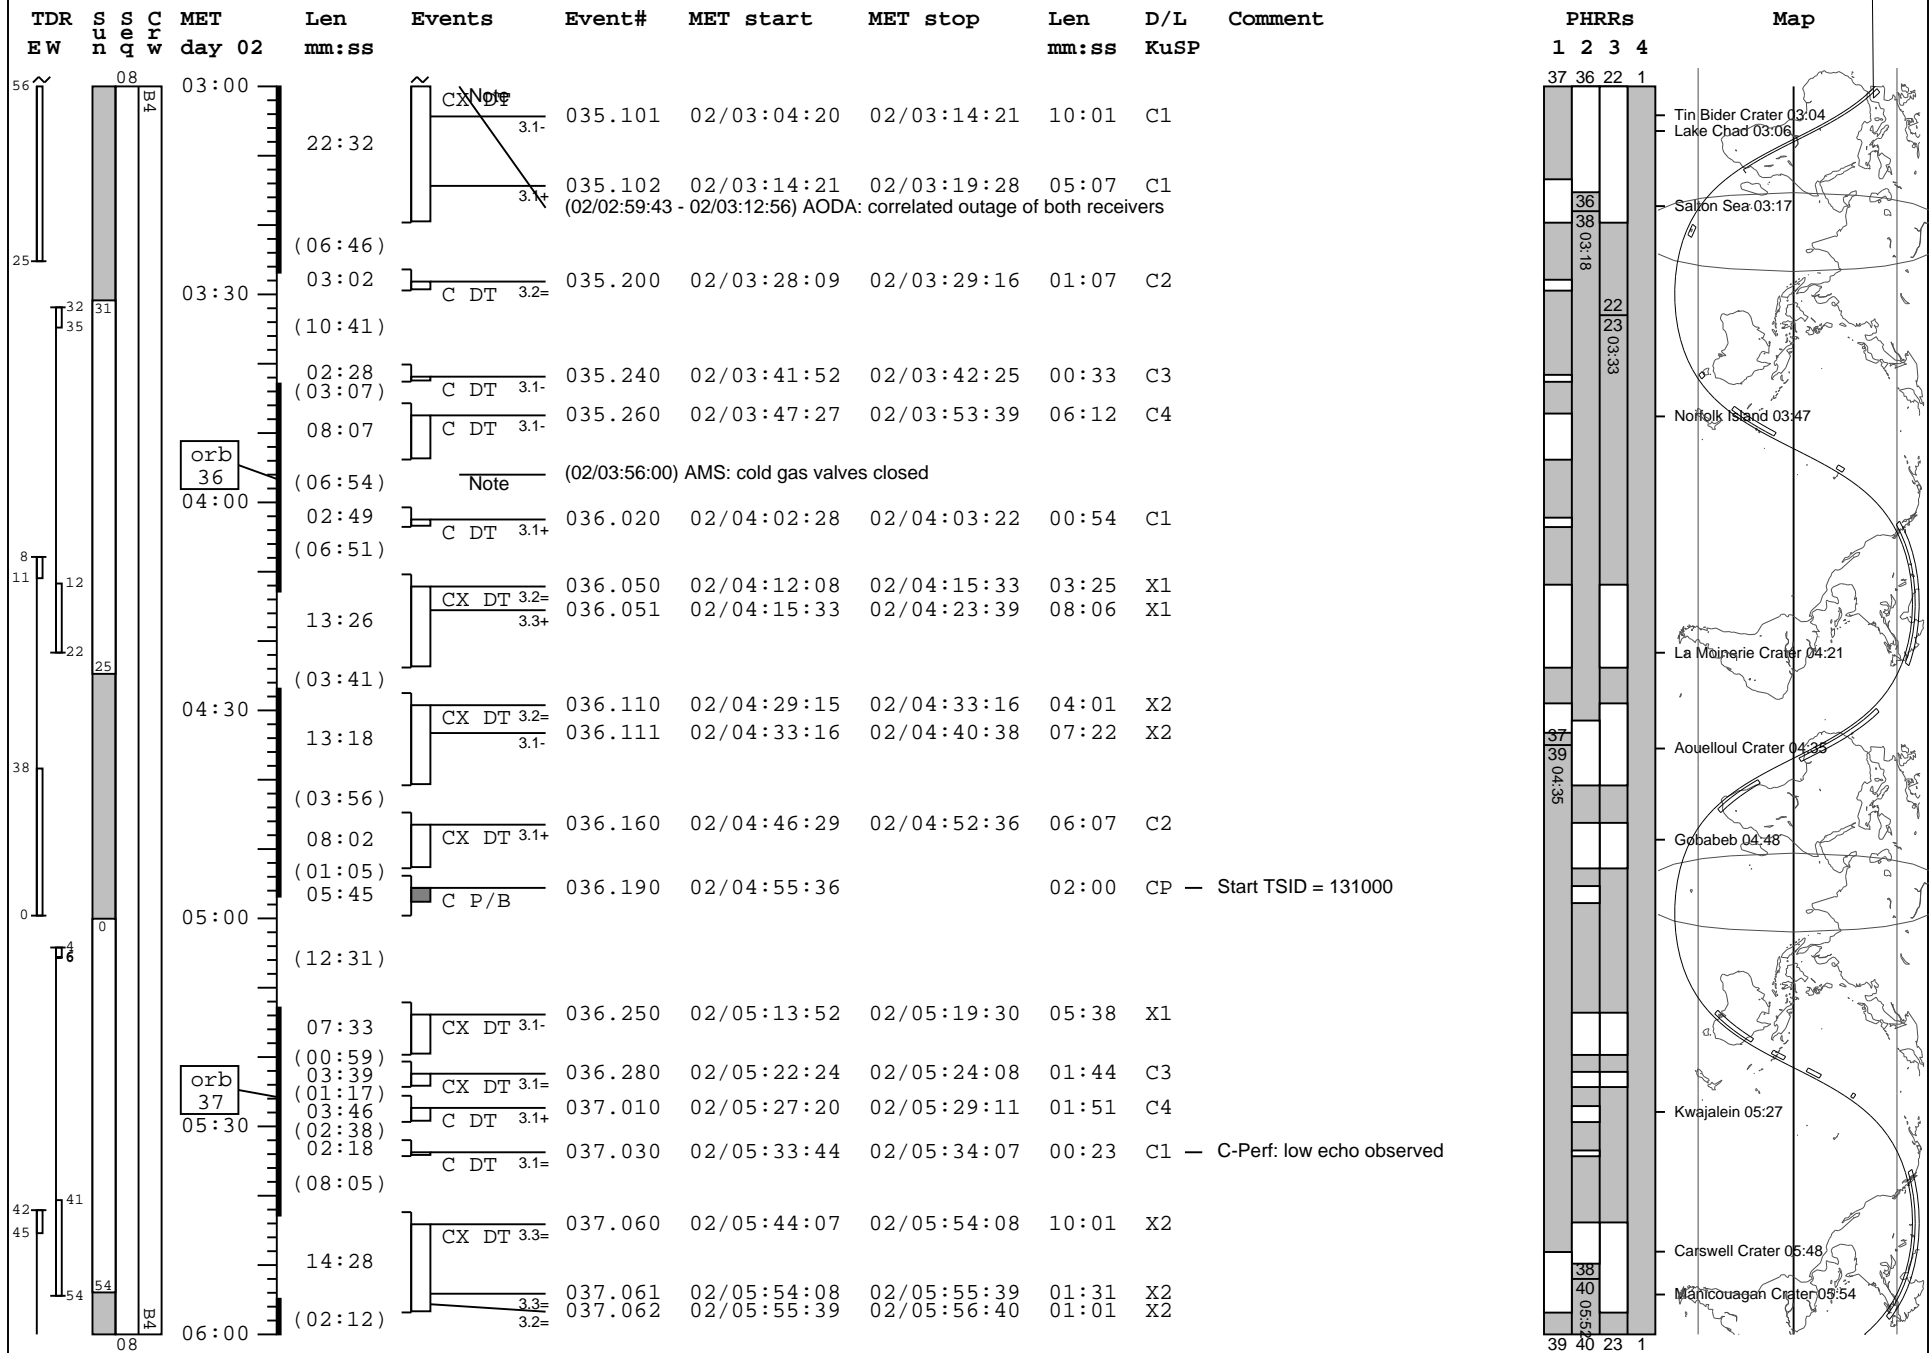 TDR Sun Seq Crw MET Len Events Event# MET start MET stop Len D/L Comment PHRRs Map
E W day 02 mm:ss mm:ss KuSP 1 2 3 4
56 08 B4 03:00 37 36 22 1
CX DT Note
3.1- 035.101 02/03:04:20 02/03:14:21 10:01 C1 Tin Bider Crater 03:04
Lake Chad 03:06
22:32
3.1+ 035.102 02/03:14:21 02/03:19:28 05:07 C1
(02/02:59:43 - 02/03:12:56) AODA: correlated outage of both receivers 36 Salton Sea 03:17
38 03:18
(06:46)
25
03:02 C DT 3.2= 035.200 02/03:28:09 02/03:29:16 01:07 C2
03:30
32 31 22
35 (10:41) 23 03:33
02:28 C DT 3.1- 035.240 02/03:41:52 02/03:42:25 00:33 C3
(03:07)
08:07 C DT 3.1- 035.260 02/03:47:27 02/03:53:39 06:12 C4 Norfolk Island 03:47
orb 36
(06:54) Note (02/03:56:00) AMS: cold gas valves closed
04:00
02:49 C DT 3.1+ 036.020 02/04:02:28 02/04:03:22 00:54 C1
(06:51)
8
11 12 CX DT 3.2= 036.050 02/04:12:08 02/04:15:33 03:25 X1
13:26 3.3+ 036.051 02/04:15:33 02/04:23:39 08:06 X1
22 25 La Moinerie Crater 04:21
(03:41)
04:30 CX DT 3.2= 036.110 02/04:29:15 02/04:33:16 04:01 X2
13:18 3.1- 036.111 02/04:33:16 02/04:40:38 07:22 X2 37
39 04:35 Aouelloul Crater 04:35
38
(03:56)
08:02 CX DT 3.1+ 036.160 02/04:46:29 02/04:52:36 06:07 C2 Gobabeb 04:48
(01:05)
05:45 C P/B 036.190 02/04:55:36 02:00 CP — Start TSID = 131000
0 0 05:00
4
6 (12:31)
07:33 CX DT 3.1- 036.250 02/05:13:52 02/05:19:30 05:38 X1
(00:59)
03:39 CX DT 3.1= 036.280 02/05:22:24 02/05:24:08 01:44 C3
orb 37
(01:17)
03:46 C DT 3.1+ 037.010 02/05:27:20 02/05:29:11 01:51 C4 Kwajalein 05:27
05:30 (02:38)
02:18 C DT 3.1= 037.030 02/05:33:44 02/05:34:07 00:23 C1 — C-Perf: low echo observed
(08:05)
41
42
45 CX DT 3.3= 037.060 02/05:44:07 02/05:54:08 10:01 X2
14:28 Carswell Crater 05:48
54 38
54 B4 3.3= 037.061 02/05:54:08 02/05:55:39 01:31 X2 40 05:52 Manicouagan Crater 05:54
(02:12) 3.2= 037.062 02/05:55:39 02/05:56:40 01:01 X2
06:00
08 39 40 23 1